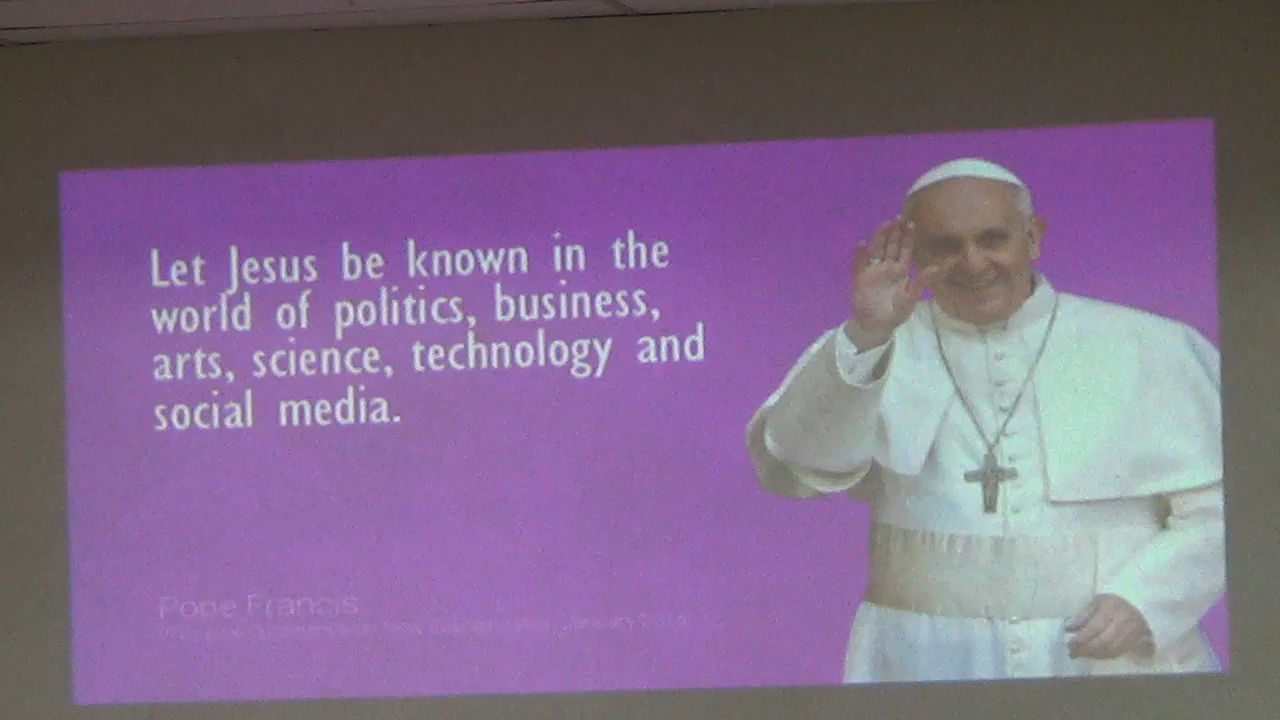 Let Jesus be known in the
world of politics, business,
arts, science, technology and
social media.
Pope Francis